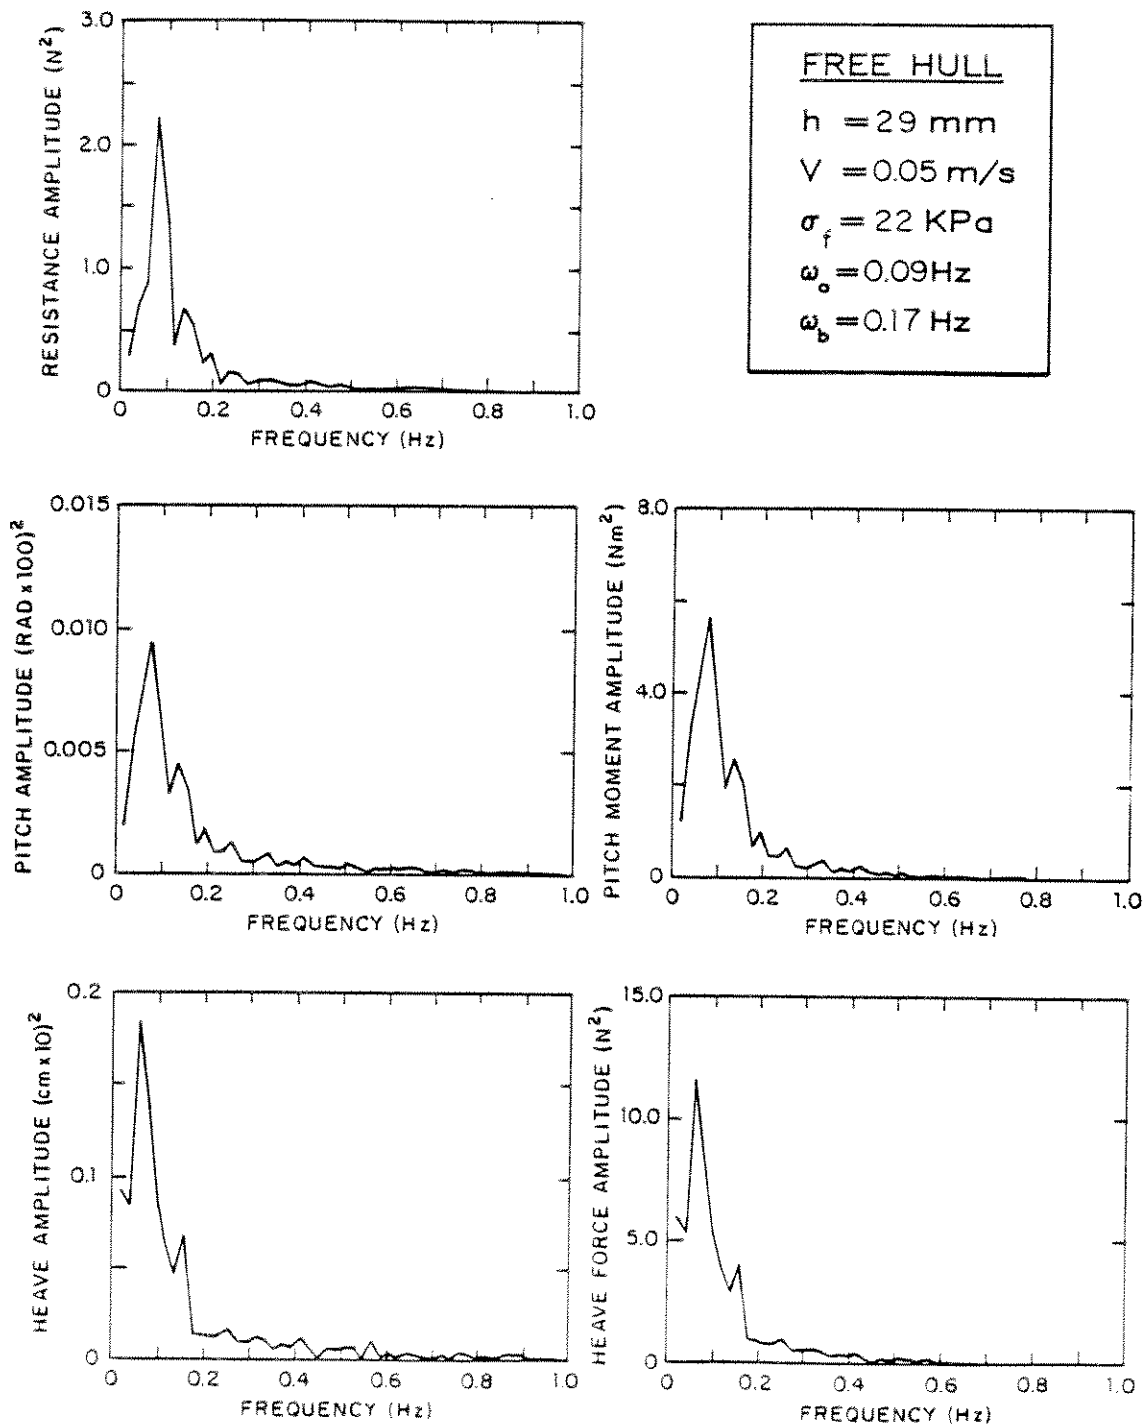 3.0
2.0
1.0
0
RESISTANCE AMPLITUDE (N²)
0 0.2 0.4 0.6 0.8 1.0
FREQUENCY (Hz)
FREE HULL
h = 29 mm
V = 0.05 m/s
σ_f = 22 KPa
ω_o = 0.09Hz
ω_b = 0.17 Hz
0.015
0.010
0.005
0
PITCH AMPLITUDE (RAD x 100)²
0 0.2 0.4 0.6 0.8 1.0
FREQUENCY (Hz)
8.0
4.0
0
PITCH MOMENT AMPLITUDE (Nm²)
0 0.2 0.4 0.6 0.8 1.0
FREQUENCY (Hz)
0.2
0.1
0
HEAVE AMPLITUDE (cm x 10)²
0 0.2 0.4 0.6 0.8 1.0
FREQUENCY (Hz)
15.0
10.0
5.0
0
HEAVE FORCE AMPLITUDE (N²)
0 0.2 0.4 0.6 0.8 1.0
FREQUENCY (Hz)